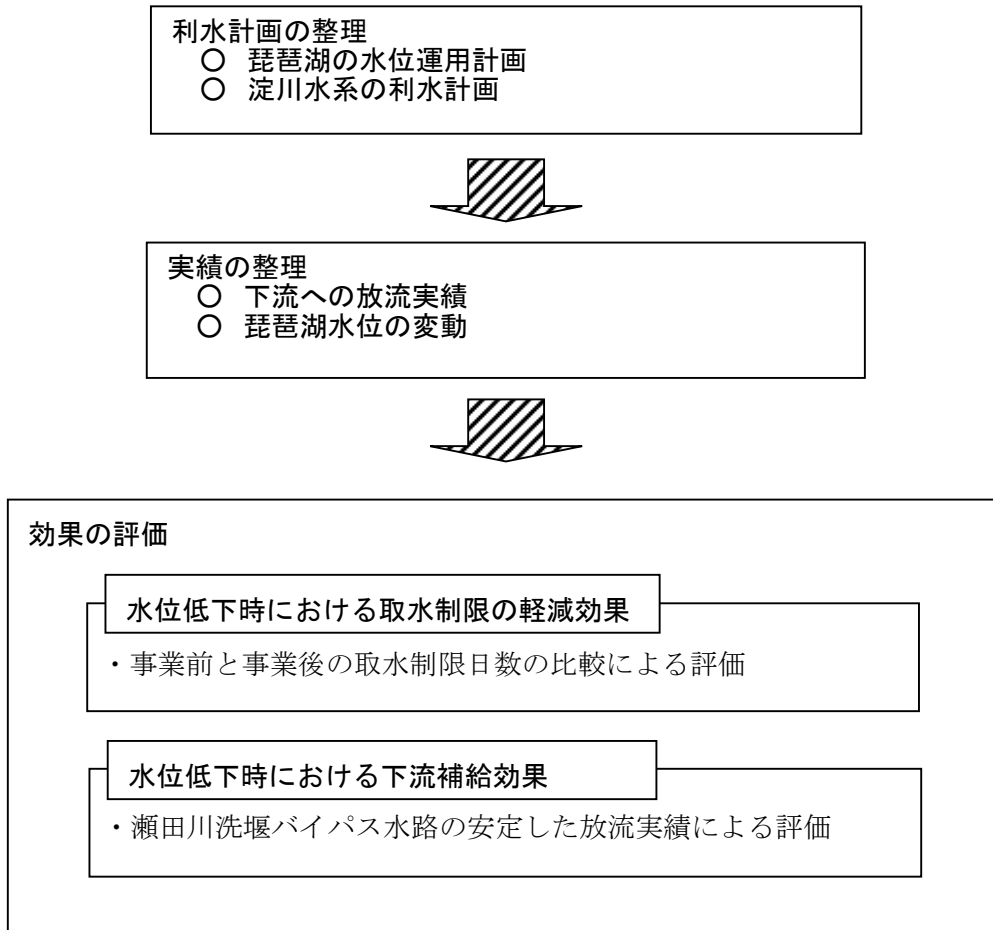 利水計画の整理
○ 琵琶湖の水位運用計画
○ 淀川水系の利水計画
実績の整理
○ 下流への放流実績
○ 琵琶湖水位の変動
効果の評価
水位低下時における取水制限の軽減効果
・事業前と事業後の取水制限日数の比較による評価
水位低下時における下流補給効果
・瀬田川洗堰バイパス水路の安定した放流実績による評価